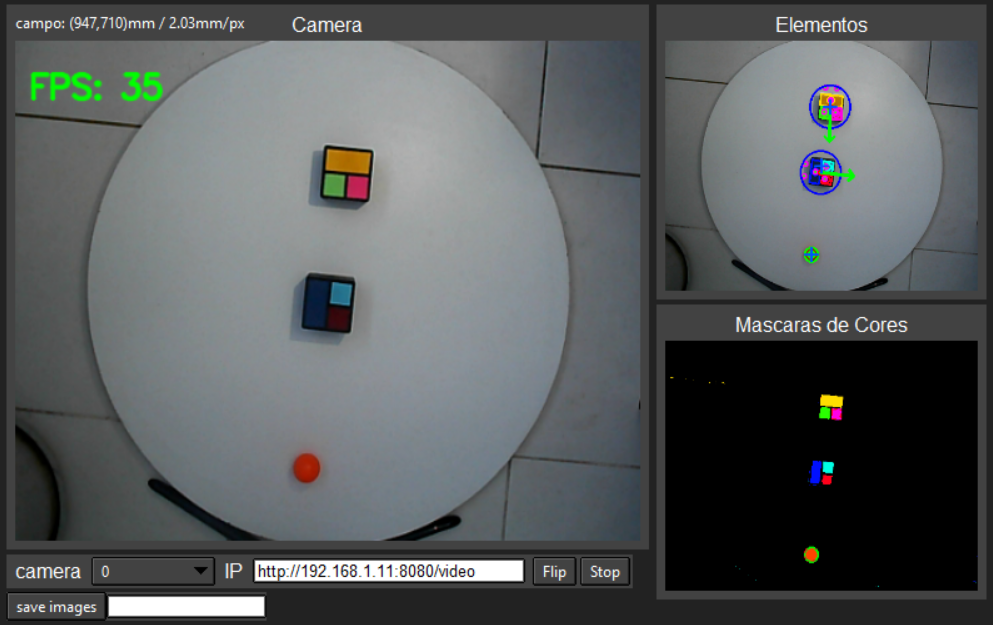 campo: (947,710)mm / 2.03mm/px
Camera
FPS: 35
Elementos
Mascaras de Cores
camera 0 IP http://192.168.1.11:8080/video Flip Stop
save images